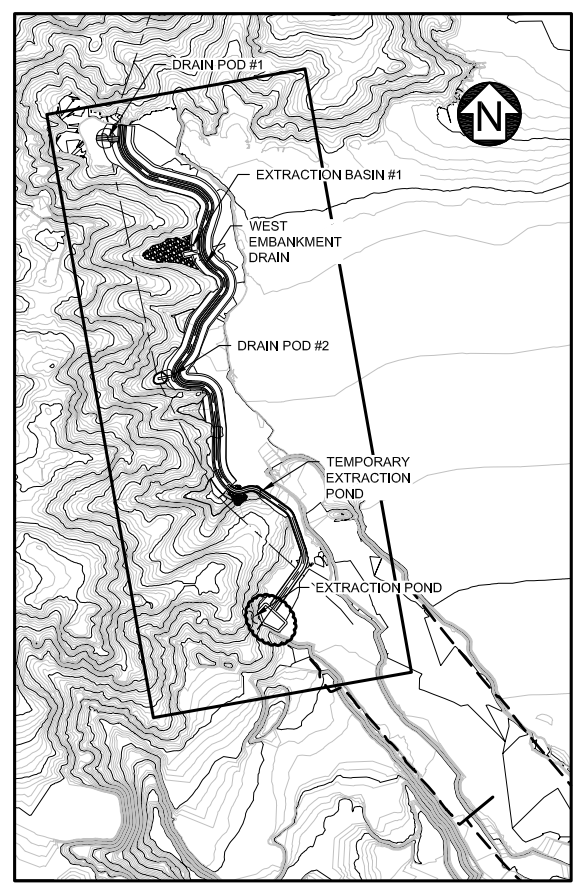 DRAIN POD #1
N
EXTRACTION BASIN #1
WEST
EMBANKMENT
DRAIN
DRAIN POD #2
TEMPORARY
EXTRACTION
POND
EXTRACTION POND